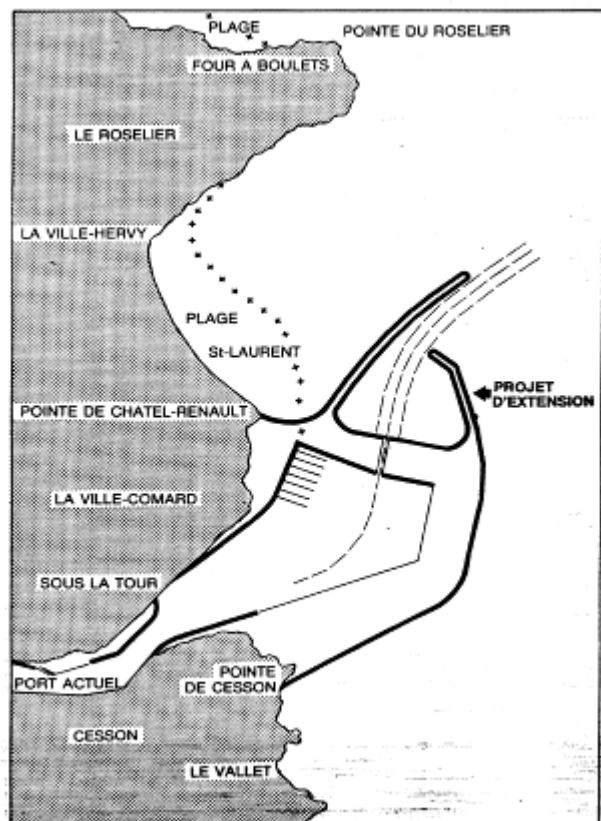 PLAGE
POINTE DU ROSELIER
FOUR A BOULETS
LE ROSELIER
LA VILLE-HERVY
PLAGE
St-LAURENT
PROJET
D'EXTENSION
POINTE DE CHATEL-RENAULT
LA VILLE-COMARD
SOUS LA TOUR
PORT ACTUEL
POINTE
DE CESSON
CESSON
LE VALLET